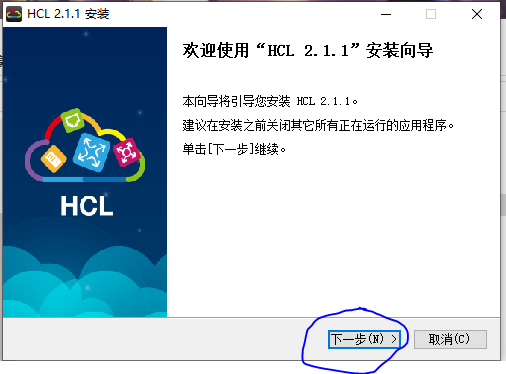 HCL 2.1.1 安装
欢迎使用“HCL 2.1.1”安装向导
本向导将引导您安装 HCL 2.1.1。
建议在安装之前关闭其它所有正在运行的应用程序。
单击[下一步]继续。
HCL
下一步(N) >
取消(C)